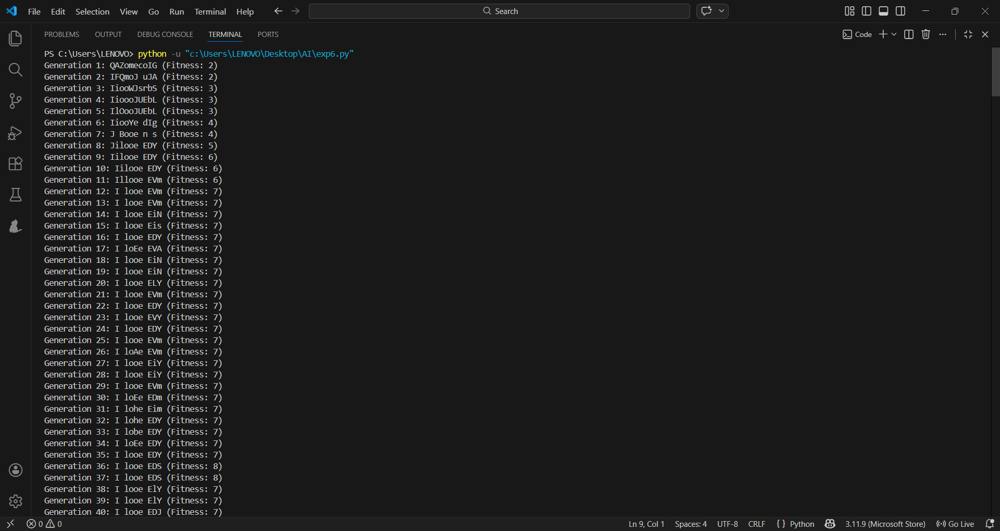 File Edit Selection View Go Run Terminal Help Search
PROBLEMS OUTPUT DEBUG CONSOLE TERMINAL PORTS Code
PS C:\Users\LENOVO> python -u "c:\Users\LENOVO\Desktop\AI\exp6.py"
Generation 1: QAZomecoIG (Fitness: 2)
Generation 2: IFQmoJ uJA (Fitness: 2)
Generation 3: IiooWJsrbS (Fitness: 3)
Generation 4: IioooJUEbL (Fitness: 3)
Generation 5: IlOooJUEbL (Fitness: 3)
Generation 6: IiooYe dIg (Fitness: 4)
Generation 7: J Booe n s (Fitness: 4)
Generation 8: Jilooe EDY (Fitness: 5)
Generation 9: Iilooe EDY (Fitness: 6)
Generation 10: Iilooe EDY (Fitness: 6)
Generation 11: Illooe EVm (Fitness: 6)
Generation 12: I looe EVm (Fitness: 7)
Generation 13: I looe EVm (Fitness: 7)
Generation 14: I looe EiN (Fitness: 7)
Generation 15: I looe Eis (Fitness: 7)
Generation 16: I looe EDY (Fitness: 7)
Generation 17: I loEe EVA (Fitness: 7)
Generation 18: I looe EiN (Fitness: 7)
Generation 19: I looe EiN (Fitness: 7)
Generation 20: I looe ELY (Fitness: 7)
Generation 21: I looe EVm (Fitness: 7)
Generation 22: I looe EDY (Fitness: 7)
Generation 23: I looe EVY (Fitness: 7)
Generation 24: I looe EDY (Fitness: 7)
Generation 25: I looe EVm (Fitness: 7)
Generation 26: I loAe EVm (Fitness: 7)
Generation 27: I looe EiY (Fitness: 7)
Generation 28: I looe EiY (Fitness: 7)
Generation 29: I looe EVm (Fitness: 7)
Generation 30: I loEe EDm (Fitness: 7)
Generation 31: I lohe Eim (Fitness: 7)
Generation 32: I lohe EDY (Fitness: 7)
Generation 33: I lobe EDY (Fitness: 7)
Generation 34: I loEe EDY (Fitness: 7)
Generation 35: I looe EDY (Fitness: 7)
Generation 36: I looe EDS (Fitness: 8)
Generation 37: I looe EDS (Fitness: 8)
Generation 38: I looe ElY (Fitness: 7)
Generation 39: I looe ElY (Fitness: 7)
Generation 40: I looe EDJ (Fitness: 7)
0 0 Ln 9, Col 1 Spaces: 4 UTF-8 CRLF { } Python 3.11.9 (Microsoft Store) Go Live